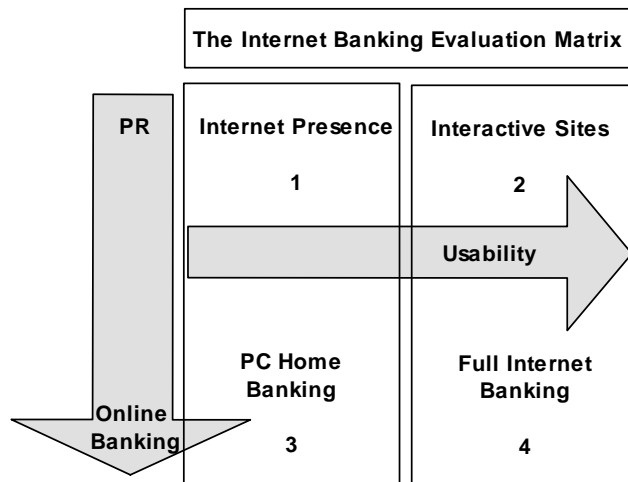 The Internet Banking Evaluation Matrix
PR
Internet Presence
1
Interactive Sites
2
Usability
PC Home
Banking
3
Full Internet
Banking
4
Online
Banking